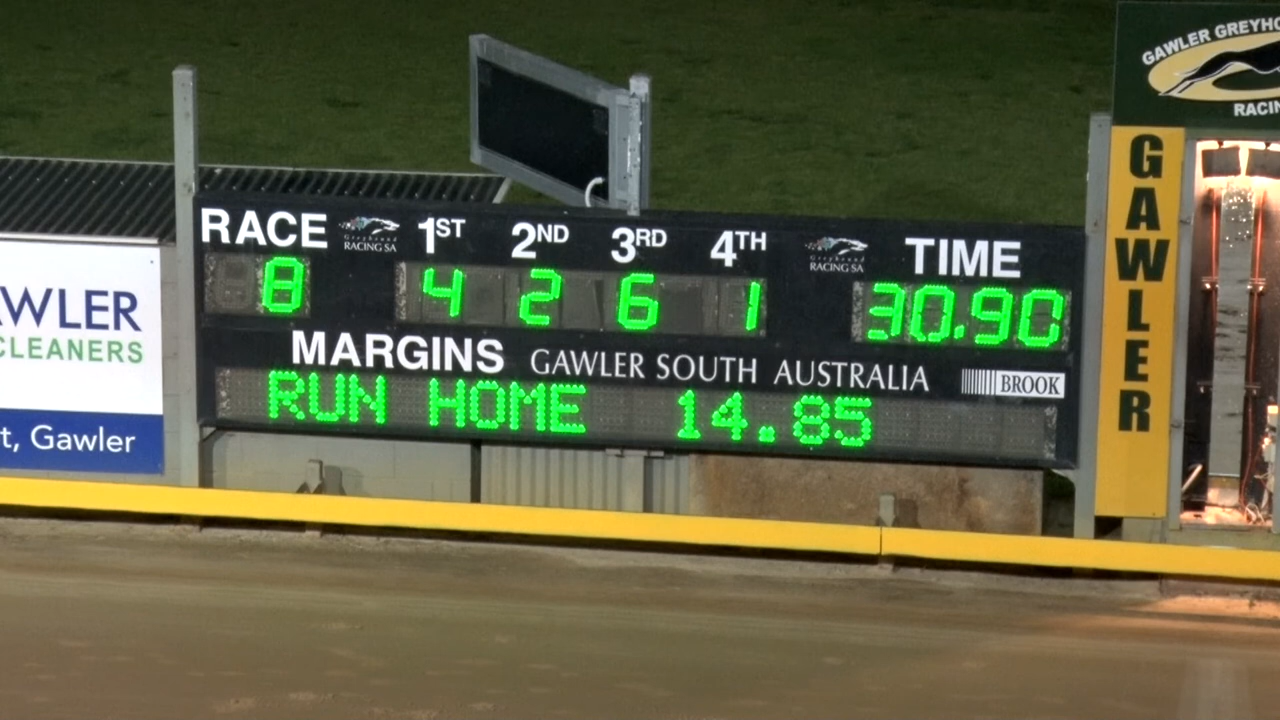 GAWLER GREYHO
RACIN
GAWLER
RACE 1ST 2ND 3RD 4TH TIME
Greyhound RACING SA
Greyhound RACING SA
8 4 2 6 1 30.90
MARGINS GAWLER SOUTH AUSTRALIA BROOK
RUN HOME 14.85
AWLER
CLEANERS
t, Gawler